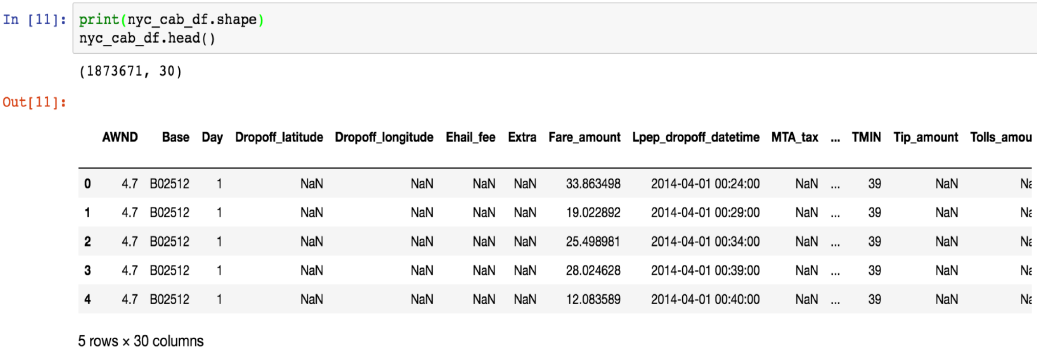 In [11]: print(nyc_cab_df.shape)
nyc_cab_df.head()
(1873671, 30)
Out[11]:
AWND Base Day Dropoff_latitude Dropoff_longitude Ehail_fee Extra Fare_amount Lpep_dropoff_datetime MTA_tax ... TMIN Tip_amount Tolls_amou
0 4.7 B02512 1 NaN NaN NaN NaN 33.863498 2014-04-01 00:24:00 NaN ... 39 NaN Na
1 4.7 B02512 1 NaN NaN NaN NaN 19.022892 2014-04-01 00:29:00 NaN ... 39 NaN Na
2 4.7 B02512 1 NaN NaN NaN NaN 25.498981 2014-04-01 00:34:00 NaN ... 39 NaN Na
3 4.7 B02512 1 NaN NaN NaN NaN 28.024628 2014-04-01 00:39:00 NaN ... 39 NaN Na
4 4.7 B02512 1 NaN NaN NaN NaN 12.083589 2014-04-01 00:40:00 NaN ... 39 NaN Na
5 rows × 30 columns